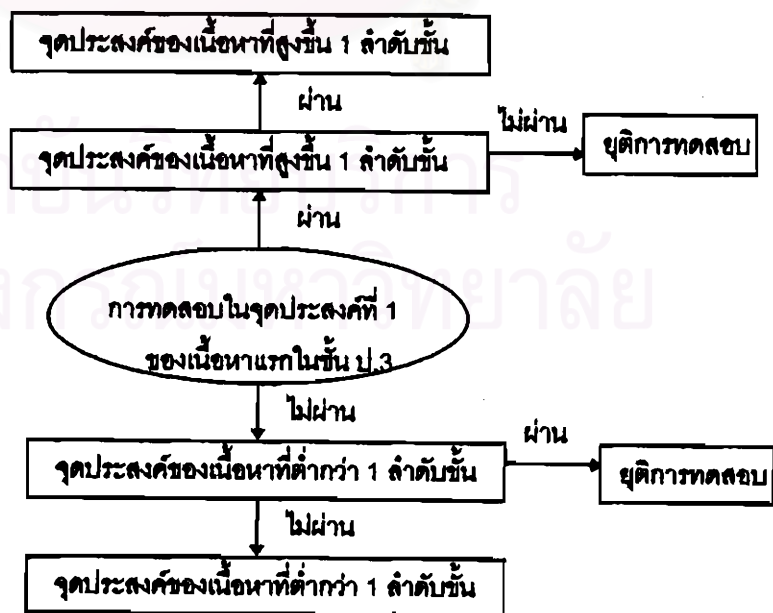 จุดประสงค์ของเนื้อหาที่สูงขึ้น 1 ลำดับชั้น
ผ่าน
ไม่ผ่าน
จุดประสงค์ของเนื้อหาที่สูงขึ้น 1 ลำดับชั้น
ยุติการทดสอบ
ผ่าน
การทดสอบในจุดประสงค์ที่ 1
ของเนื้อหาแรกในชั้น ป.3
ไม่ผ่าน
ผ่าน
จุดประสงค์ของเนื้อหาที่ต่ำกว่า 1 ลำดับชั้น
ยุติการทดสอบ
ไม่ผ่าน
จุดประสงค์ของเนื้อหาที่ต่ำกว่า 1 ลำดับชั้น